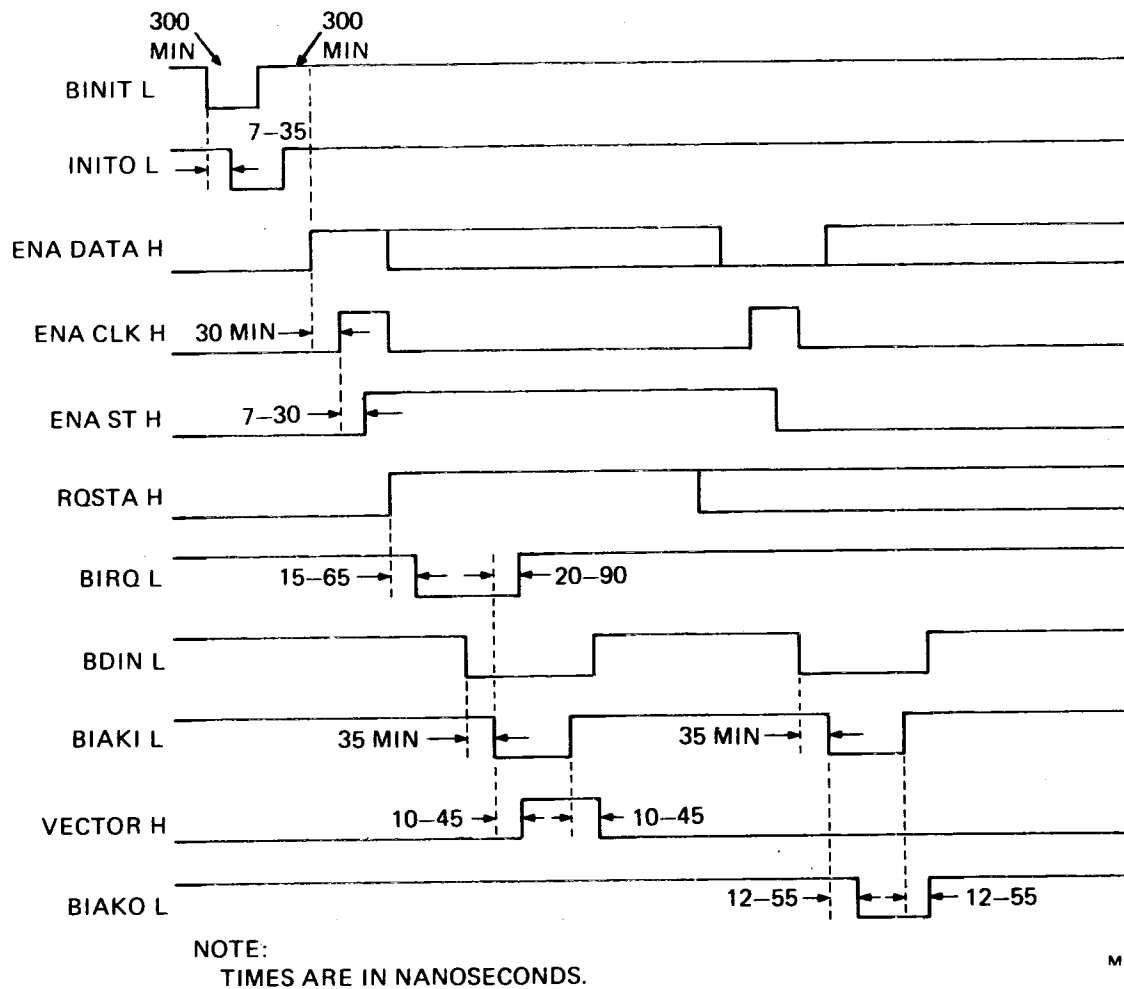 300 MIN
300 MIN
BINIT L
7–35
INITO L
ENA DATA H
ENA CLK H
30 MIN
ENA ST H
7–30
RQSTA H
BIRQ L
15–65
20–90
BDIN L
BIAKI L
35 MIN
35 MIN
VECTOR H
10–45
10–45
BIAKO L
12–55
12–55
NOTE:
TIMES ARE IN NANOSECONDS.
M